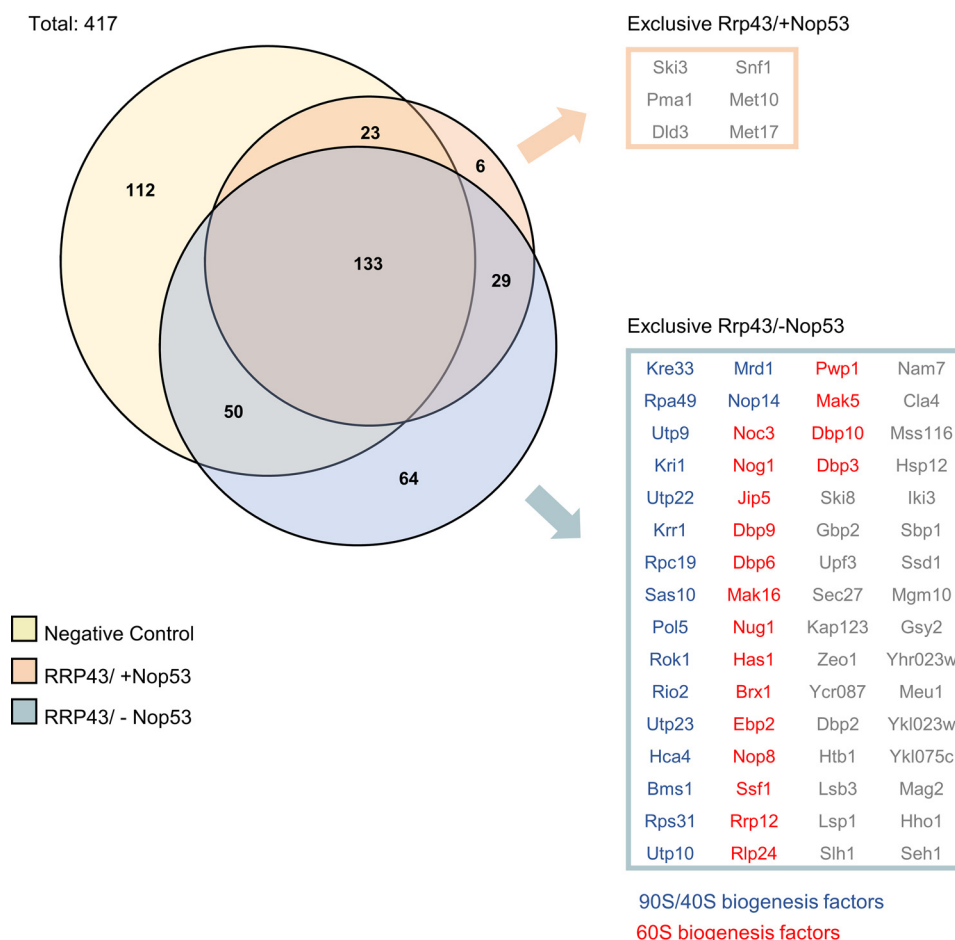 Total: 417
Exclusive Rrp43/+Nop53
Ski3 Snf1
Pma1 Met10
Dld3 Met17
23
6
112
133
29
50
64
Exclusive Rrp43/-Nop53
Kre33 Mrd1 Pwp1 Nam7
Rpa49 Nop14 Mak5 Cla4
Utp9 Noc3 Dbp10 Mss116
Kri1 Nog1 Dbp3 Hsp12
Utp22 Jip5 Ski8 Iki3
Krr1 Dbp9 Gbp2 Sbp1
Rpc19 Dbp6 Upf3 Ssd1
Sas10 Mak16 Sec27 Mgm10
Pol5 Nug1 Kap123 Gsy2
Rok1 Has1 Zeo1 Yhr023w
Rio2 Brx1 Ycr087 Meu1
Utp23 Ebp2 Dbp2 Ykl023w
Hca4 Nop8 Htb1 Ykl075c
Bms1 Ssf1 Lsb3 Mag2
Rps31 Rrp12 Lsp1 Hho1
Utp10 Rlp24 Slh1 Seh1
Negative Control
RRP43/ +Nop53
RRP43/ - Nop53
90S/40S biogenesis factors
60S biogenesis factors